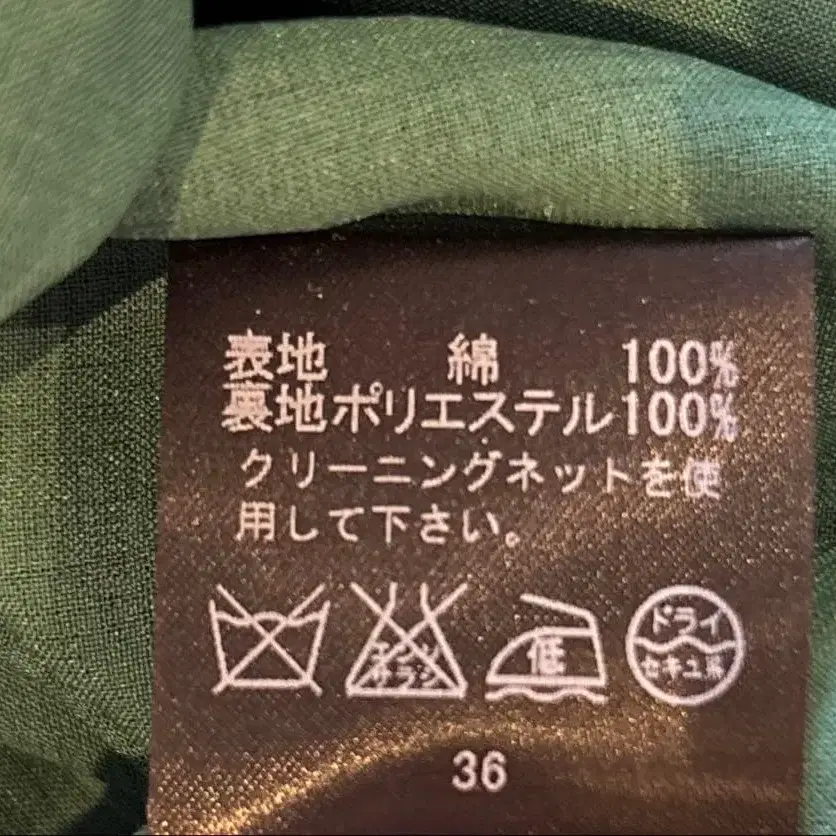 表地 綿 100%
裏地ポリエステル100%
クリーニングネットを使
用して下さい。
エンソ
サラシ
低
ドライ
セキユ系
36